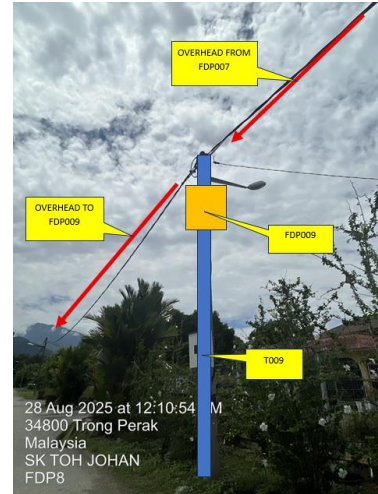 OVERHEAD FROM
FDP007
OVERHEAD TO
FDP009
FDP009
T009
28 Aug 2025 at 12:10:54 M
34800 Trong Perak
Malaysia
SK TOH JOHAN
FDP8